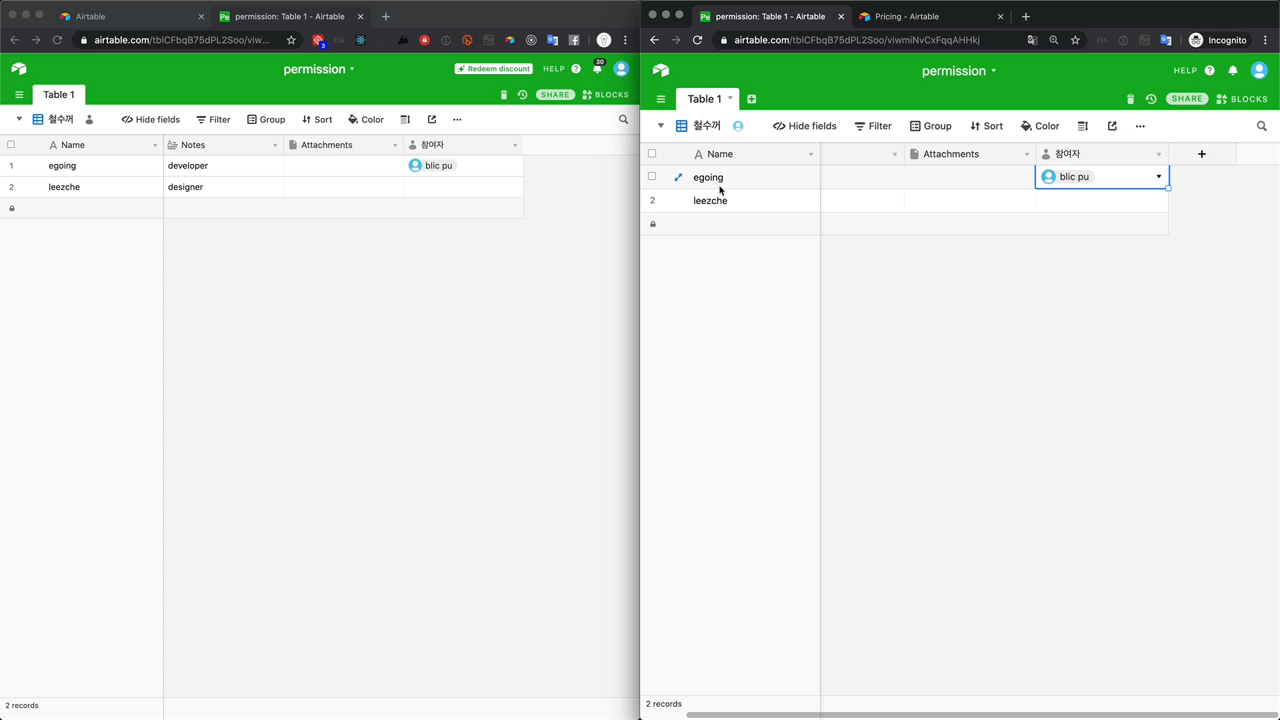 Airtable
permission: Table 1 - Airtable
airtable.com/tblCFbqB75dPL2Soo/viw...
3
permission
Redeem discount
HELP
30
Table 1
SHARE
BLOCKS
철수꺼
Hide fields
Filter
Group
Sort
Color
Name
Notes
Attachments
참여자
1
egoing
developer
blic pu
2
leezche
designer
2 records
permission: Table 1 - Airtable
Pricing - Airtable
airtable.com/tblCFbqB75dPL2Soo/viwmiNvCxFqqAHHkj
Incognito
permission
HELP
Table 1
SHARE
BLOCKS
철수꺼
Hide fields
Filter
Group
Sort
Color
Name
Attachments
참여자
egoing
blic pu
2
leezche
2 records